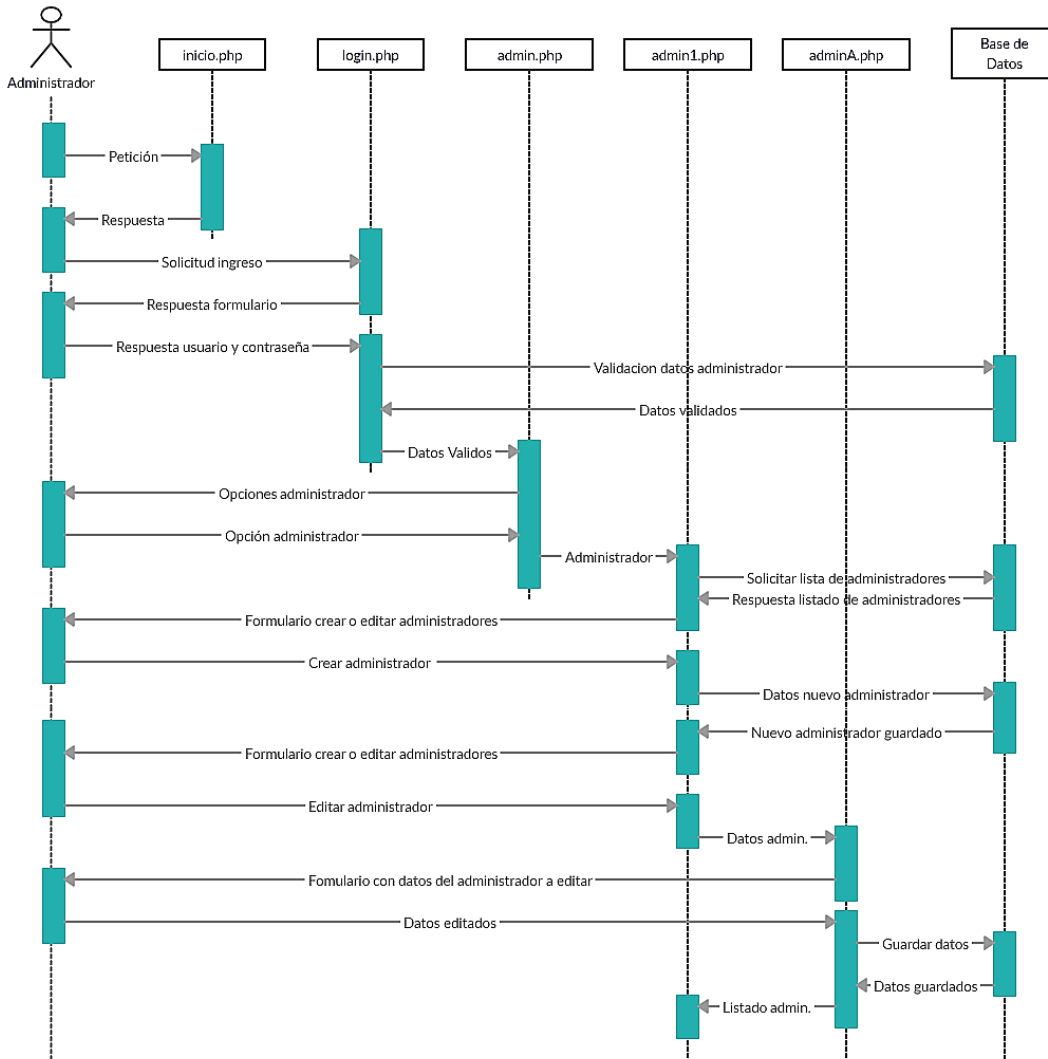 Administrador
inicio.php
login.php
admin.php
admin1.php
adminA.php
Base de
Datos
Petición
Respuesta
Solicitud ingreso
Respuesta formulario
Respuesta usuario y contraseña
Validacion datos administrador
Datos validados
Datos Validos
Opciones administrador
Opción administrador
Administrador
Solicitar lista de administradores
Respuesta listado de administradores
Formulario crear o editar administradores
Crear administrador
Datos nuevo administrador
Nuevo administrador guardado
Formulario crear o editar administradores
Editar administrador
Datos admin.
Fomulario con datos del administrador a editar
Datos editados
Guardar datos
Datos guardados
Listado admin.